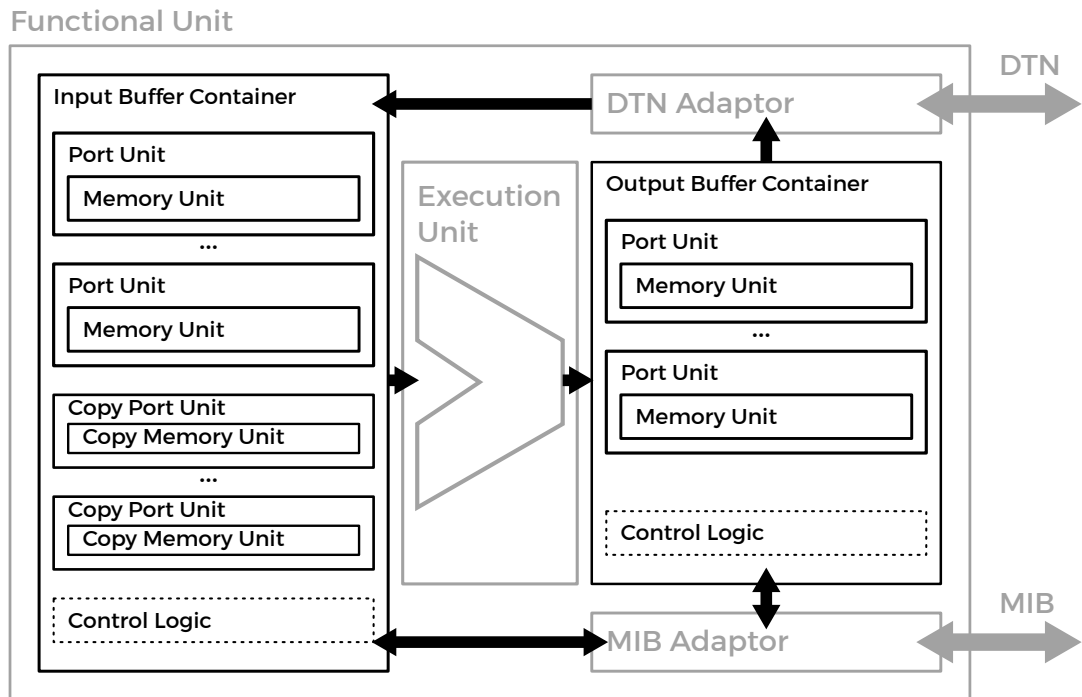 Functional Unit
Input Buffer Container
Port Unit
Memory Unit
...
Port Unit
Memory Unit
Copy Port Unit
Copy Memory Unit
...
Copy Port Unit
Copy Memory Unit
Control Logic
Execution
Unit
DTN Adaptor
DTN
Output Buffer Container
Port Unit
Memory Unit
...
Port Unit
Memory Unit
Control Logic
MIB Adaptor
MIB